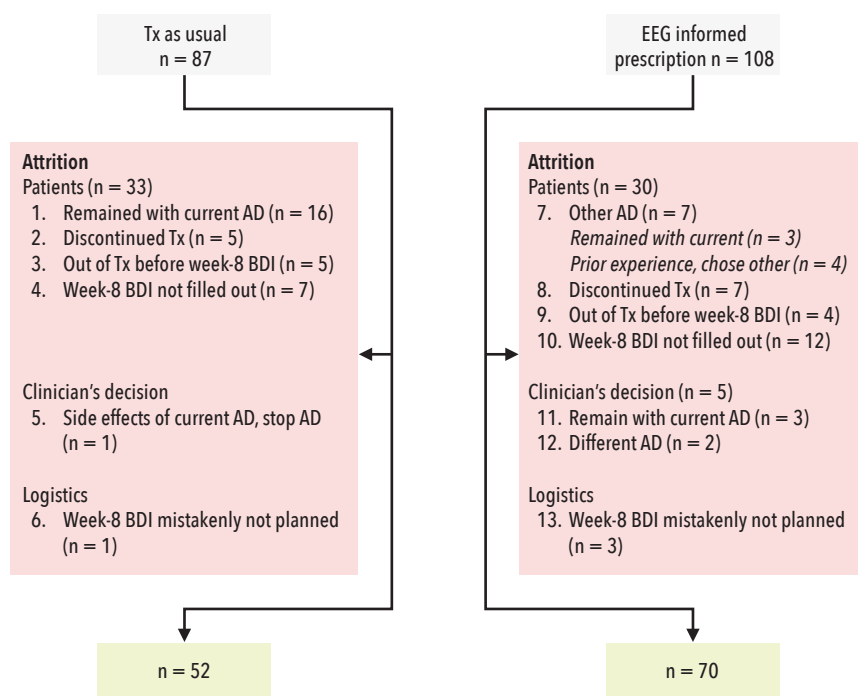 Tx as usual
n = 87
EEG informed
prescription n = 108
Attrition
Patients (n = 33)
1. Remained with current AD (n = 16)
2. Discontinued Tx (n = 5)
3. Out of Tx before week-8 BDI (n = 5)
4. Week-8 BDI not filled out (n = 7)
Clinician’s decision
5. Side effects of current AD, stop AD
(n = 1)
Logistics
6. Week-8 BDI mistakenly not planned
(n = 1)
Attrition
Patients (n = 30)
7. Other AD (n = 7)
Remained with current (n = 3)
Prior experience, chose other (n = 4)
8. Discontinued Tx (n = 7)
9. Out of Tx before week-8 BDI (n = 4)
10. Week-8 BDI not filled out (n = 12)
Clinician’s decision (n = 5)
11. Remain with current AD (n = 3)
12. Different AD (n = 2)
Logistics
13. Week-8 BDI mistakenly not planned
(n = 3)
n = 52
n = 70